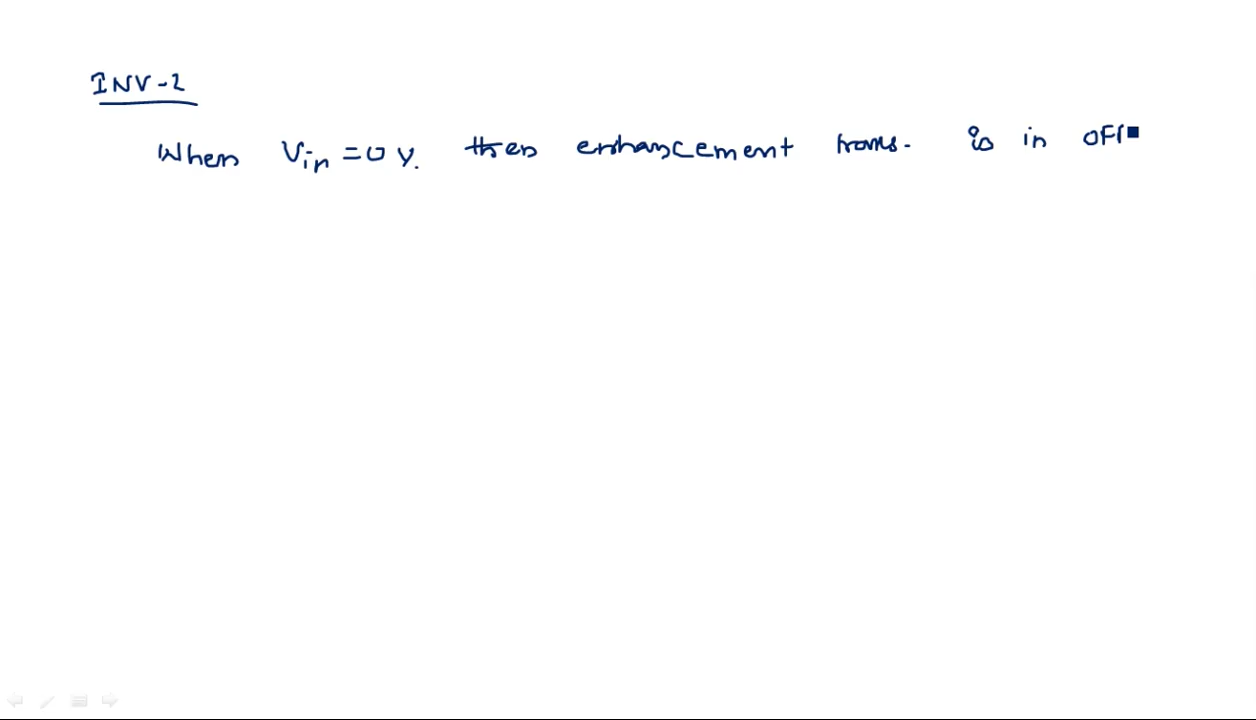 INV-2
When Vin = 0 V. then enhancement trans. is in OFF